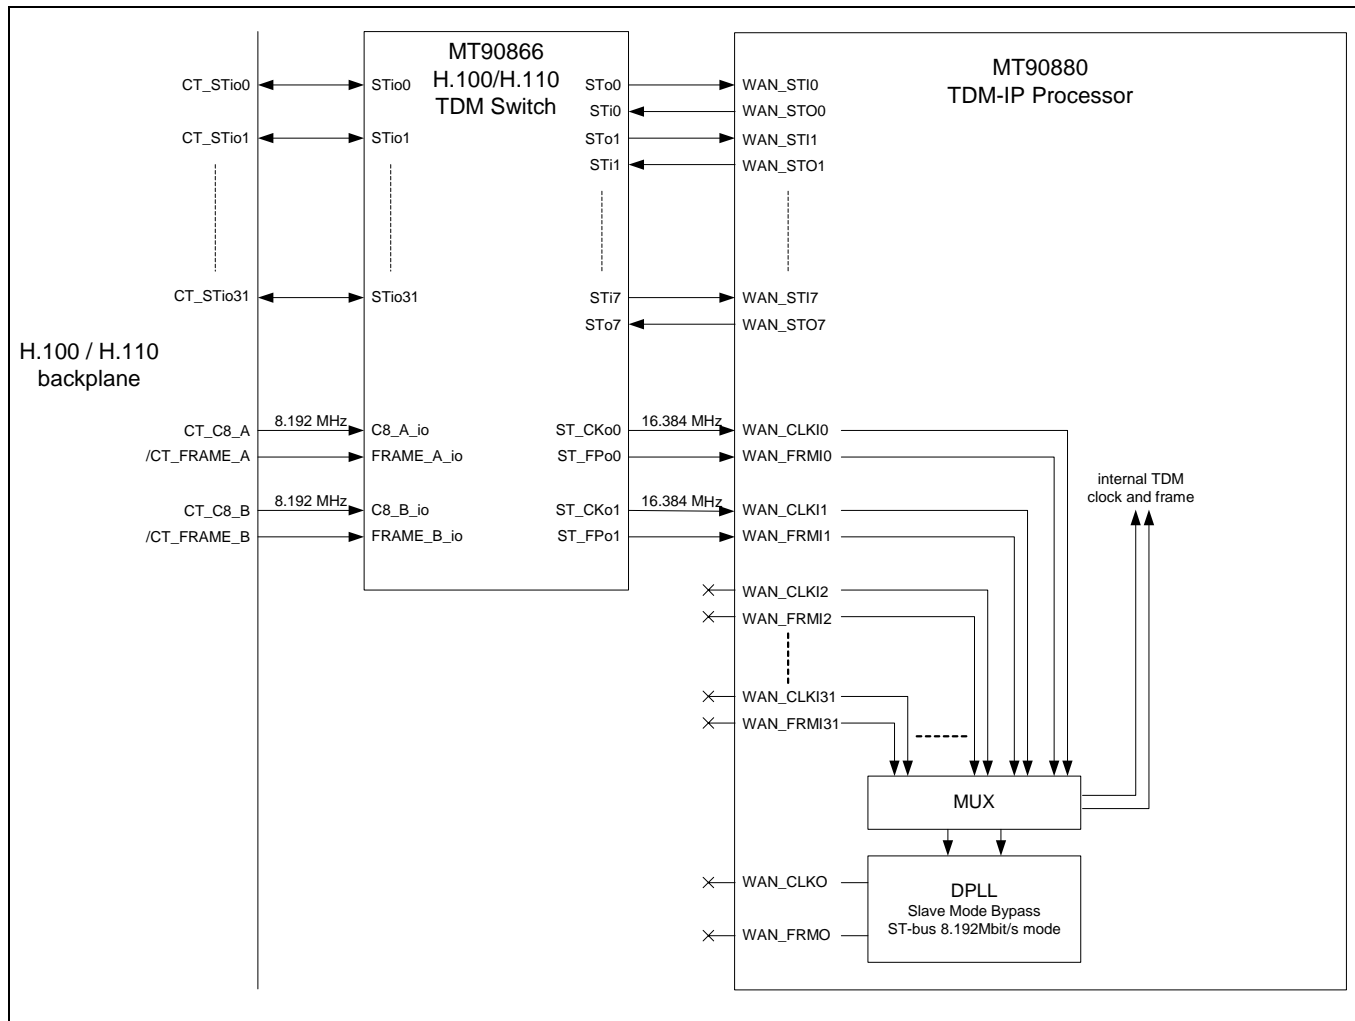 MT90866
H.100/H.110
TDM Switch
MT90880
TDM-IP Processor
CT_STio0
STio0
STo0
WAN_STI0
STi0
WAN_STO0
CT_STio1
STio1
STo1
WAN_STI1
STi1
WAN_STO1
CT_STio31
STio31
STi7
WAN_STI7
STo7
WAN_STO7
H.100 / H.110
backplane
CT_C8_A
8.192 MHz
C8_A_io
ST_CKo0
16.384 MHz
WAN_CLKI0
/CT_FRAME_A
FRAME_A_io
ST_FPo0
WAN_FRMI0
internal TDM
clock and frame
CT_C8_B
8.192 MHz
C8_B_io
ST_CKo1
16.384 MHz
WAN_CLKI1
/CT_FRAME_B
FRAME_B_io
ST_FPo1
WAN_FRMI1
WAN_CLKI2
WAN_FRMI2
WAN_CLKI31
WAN_FRMI31
MUX
WAN_CLKO
WAN_FRMO
DPLL
Slave Mode Bypass
ST-bus 8.192Mbit/s mode